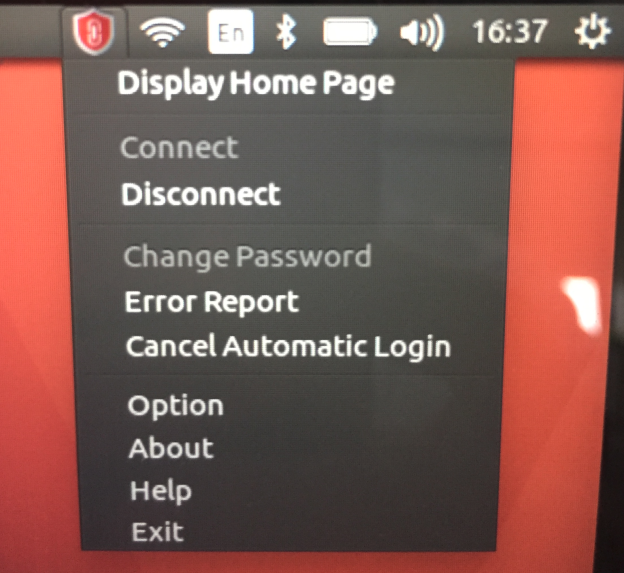 En 16:37
Display Home Page
Connect
Disconnect
Change Password
Error Report
Cancel Automatic Login
Option
About
Help
Exit